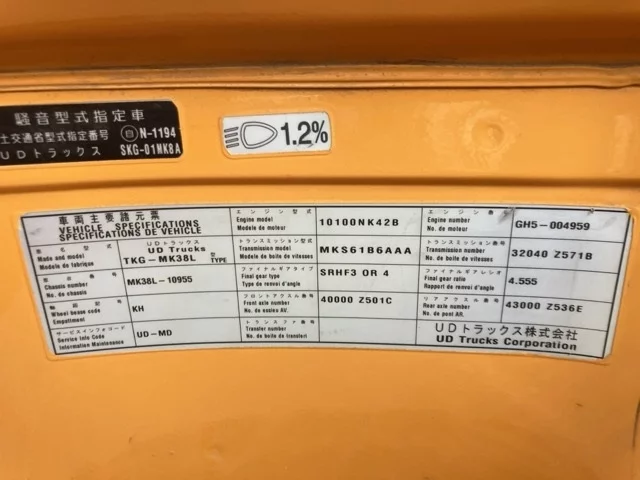 騒音型式指定車
土交通省型式指定番号 自 N-1194
UDトラックス SKG-01MK8A
1.2%
車両主要諸元票
VEHICLE SPECIFICATIONS
SPECIFICATIONS DE VEHICLE
車名型式
Made and model
Modele de fabrique
UDトラックス
UD Trucks
TKG-MK38L 型 TYPE
車台番号
Chassis number
No. de chassis
MK38L-10955
軸距記号
Wheel bease code
Empattement
KH
サービスインフォコード
Service Info Code
Information Maintenance
UD-MD
エンジン型式
Engine model
Modele de moteur
10100NK42B
トランスミッション型式
Transmission model
Modele de boite de vitesses
MKS61B6AAA
ファイナルギアタイプ
Final gear type
Type de renvoi d'angle
SRHF3 OR 4
フロントアクスル番号
Front axle number
No. de essieu AV.
40000 Z501C
トランスファ番号
Transfer number
No. de boite de transfert
エンジン番号
Engine number
No. de moteur
GH5-004959
トランスミッション番号
Transmission number
No. de boite de vitesses
32040 Z571B
ファイナルギアレシオ
Final gear ratio
Rapport de renvoi d'angle
4.555
リアアクスル番号
Rear axle number
No. de pont AR.
43000 Z536E
UDトラックス株式会社
UD Trucks Corporation